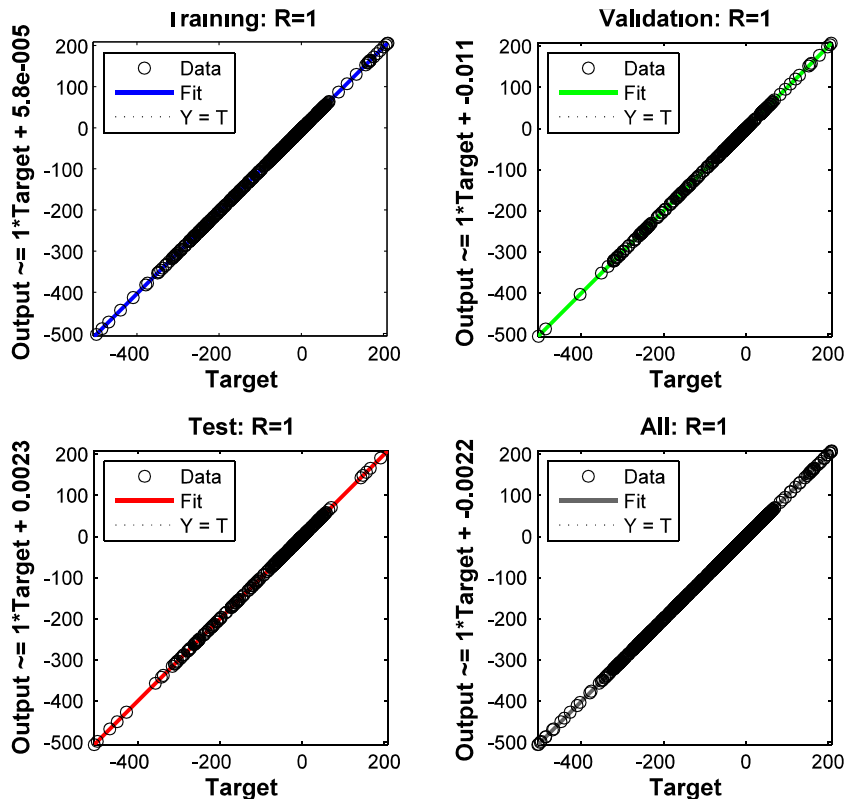 Training: R=1
Output ~= 1*Target + 5.8e-005
200
100
0
-100
-200
-300
-400
-500
Data
Fit
Y = T
-400
-200
0
200
Target
Validation: R=1
Output ~= 1*Target + -0.011
200
100
0
-100
-200
-300
-400
-500
Data
Fit
Y = T
-400
-200
0
200
Target
Test: R=1
Output ~= 1*Target + 0.0023
200
100
0
-100
-200
-300
-400
-500
Data
Fit
Y = T
-400
-200
0
200
Target
All: R=1
Output ~= 1*Target + -0.0022
200
100
0
-100
-200
-300
-400
-500
Data
Fit
Y = T
-400
-200
0
200
Target